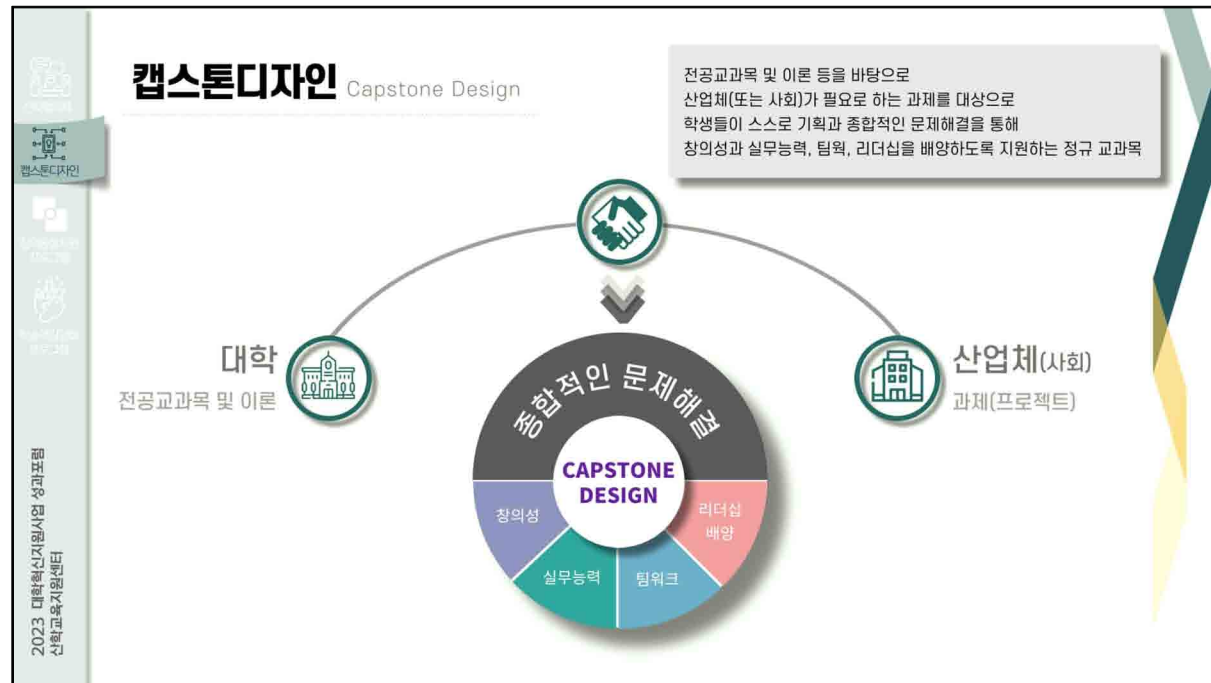 캡스톤디자인 Capstone Design
전공교과목 및 이론 등을 바탕으로
산업체(또는 사회)가 필요로 하는 과제를 대상으로
학생들이 스스로 기획과 종합적인 문제해결을 통해
창의성과 실무능력, 팀웍, 리더십을 배양하도록 지원하는 정규 교과목
캡스톤디자인
대학
전공교과목 및 이론
산업체(사회)
과제(프로젝트)
종합적인 문제해결
CAPSTONE
DESIGN
창의성
실무능력
팀워크
리더십
배양
2023 대학혁신지원사업 성과포럼
산학교육지원센터